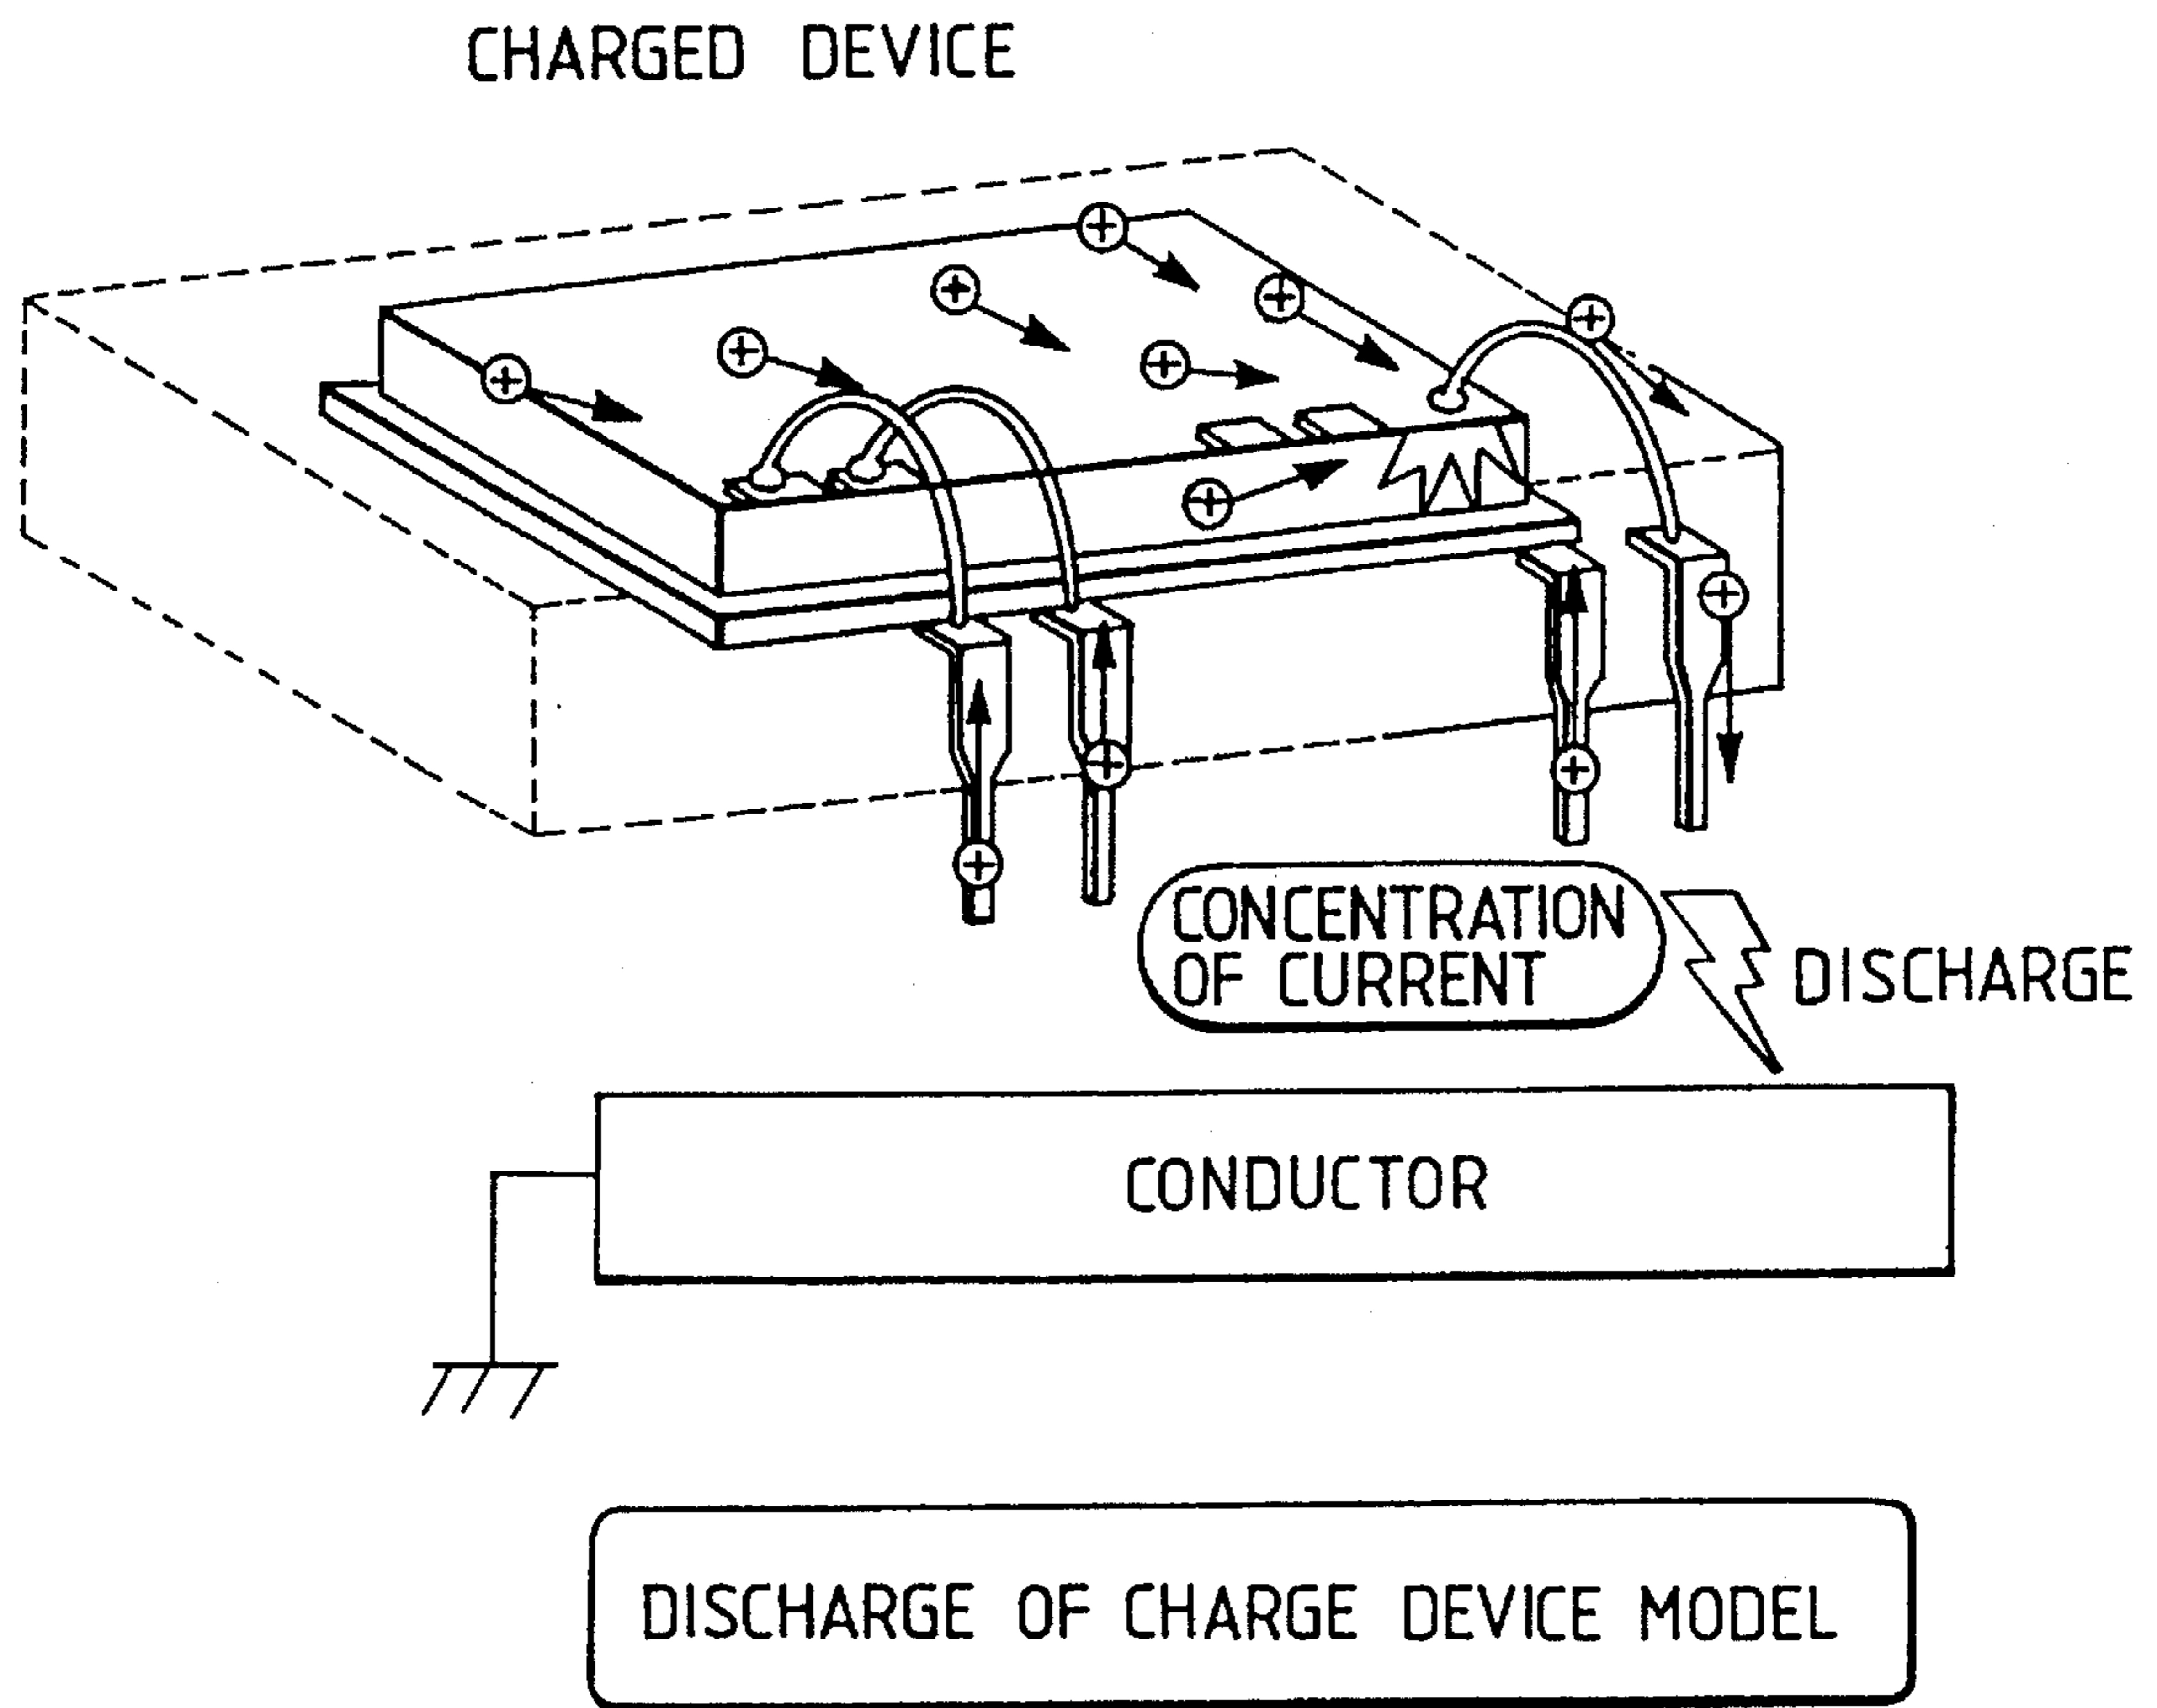 CHARGED DEVICE
CONCENTRATION
OF CURRENT
DISCHARGE
CONDUCTOR
DISCHARGE OF CHARGE DEVICE MODEL